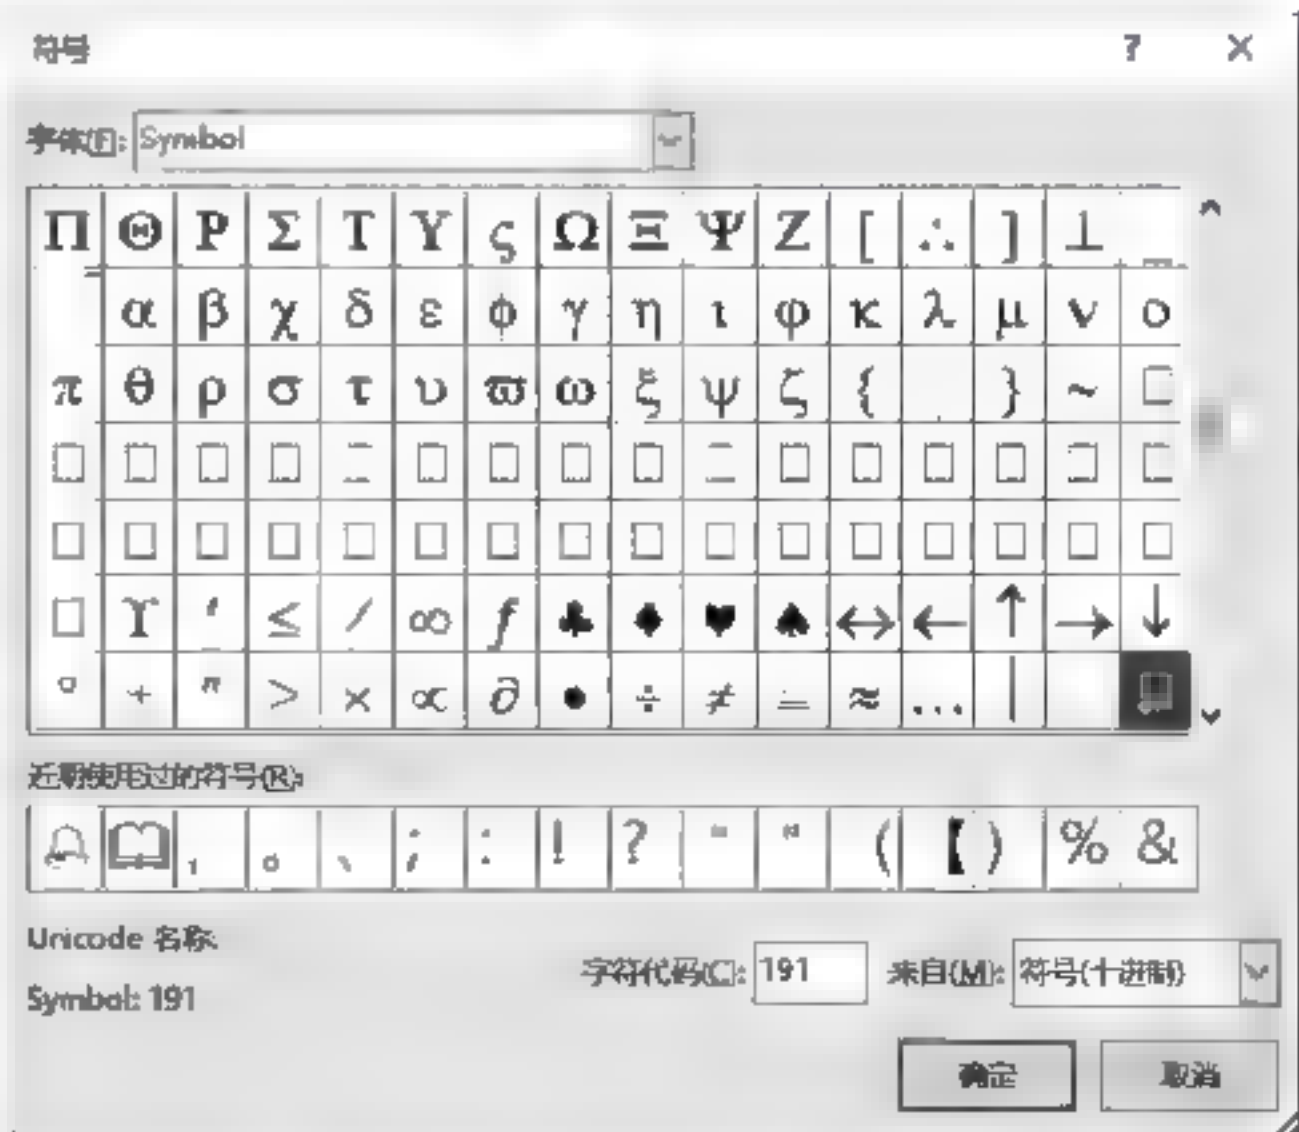 符号 ? ×
字体(F): Symbol
Π Θ Ρ Σ Τ Υ ς Ω Ξ Ψ Ζ [ ∴ ] ⊥ _
α β χ δ ε ϕ γ η ι φ κ λ μ ν ο
π θ ρ σ τ υ ϖ ω ξ ψ ζ { } ~ □
□ □ □ □ □ □ □ □ □ □ □ □ □ □ □ □
□ □ □ □ □ □ □ □ □ □ □ □ □ □ □ □
□ ϒ ′ ≤ ⁄ ∞ ƒ ♣ ♦ ♥ ♠ ↔ ← ↑ → ↓
° + ″ > × ∝ ∂ • ÷ ≠ = ≈ … |
近期使用过的符号(R):
, 。 、 ; : ! ? “ ” ( 【 ) % &
Unicode 名称:
字符代码(C): 191 来自(M): 符号(十进制)
Symbol: 191
确定 取消